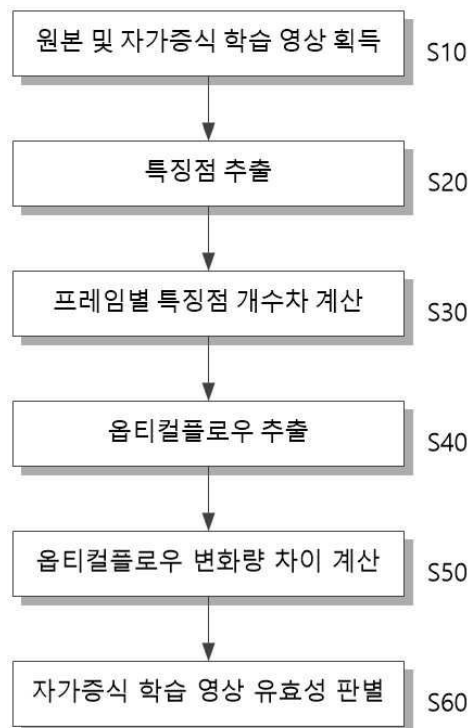 원본 및 자가증식 학습 영상 획득 S10
특징점 추출 S20
프레임별 특징점 개수차 계산 S30
옵티컬플로우 추출 S40
옵티컬플로우 변화량 차이 계산 S50
자가증식 학습 영상 유효성 판별 S60